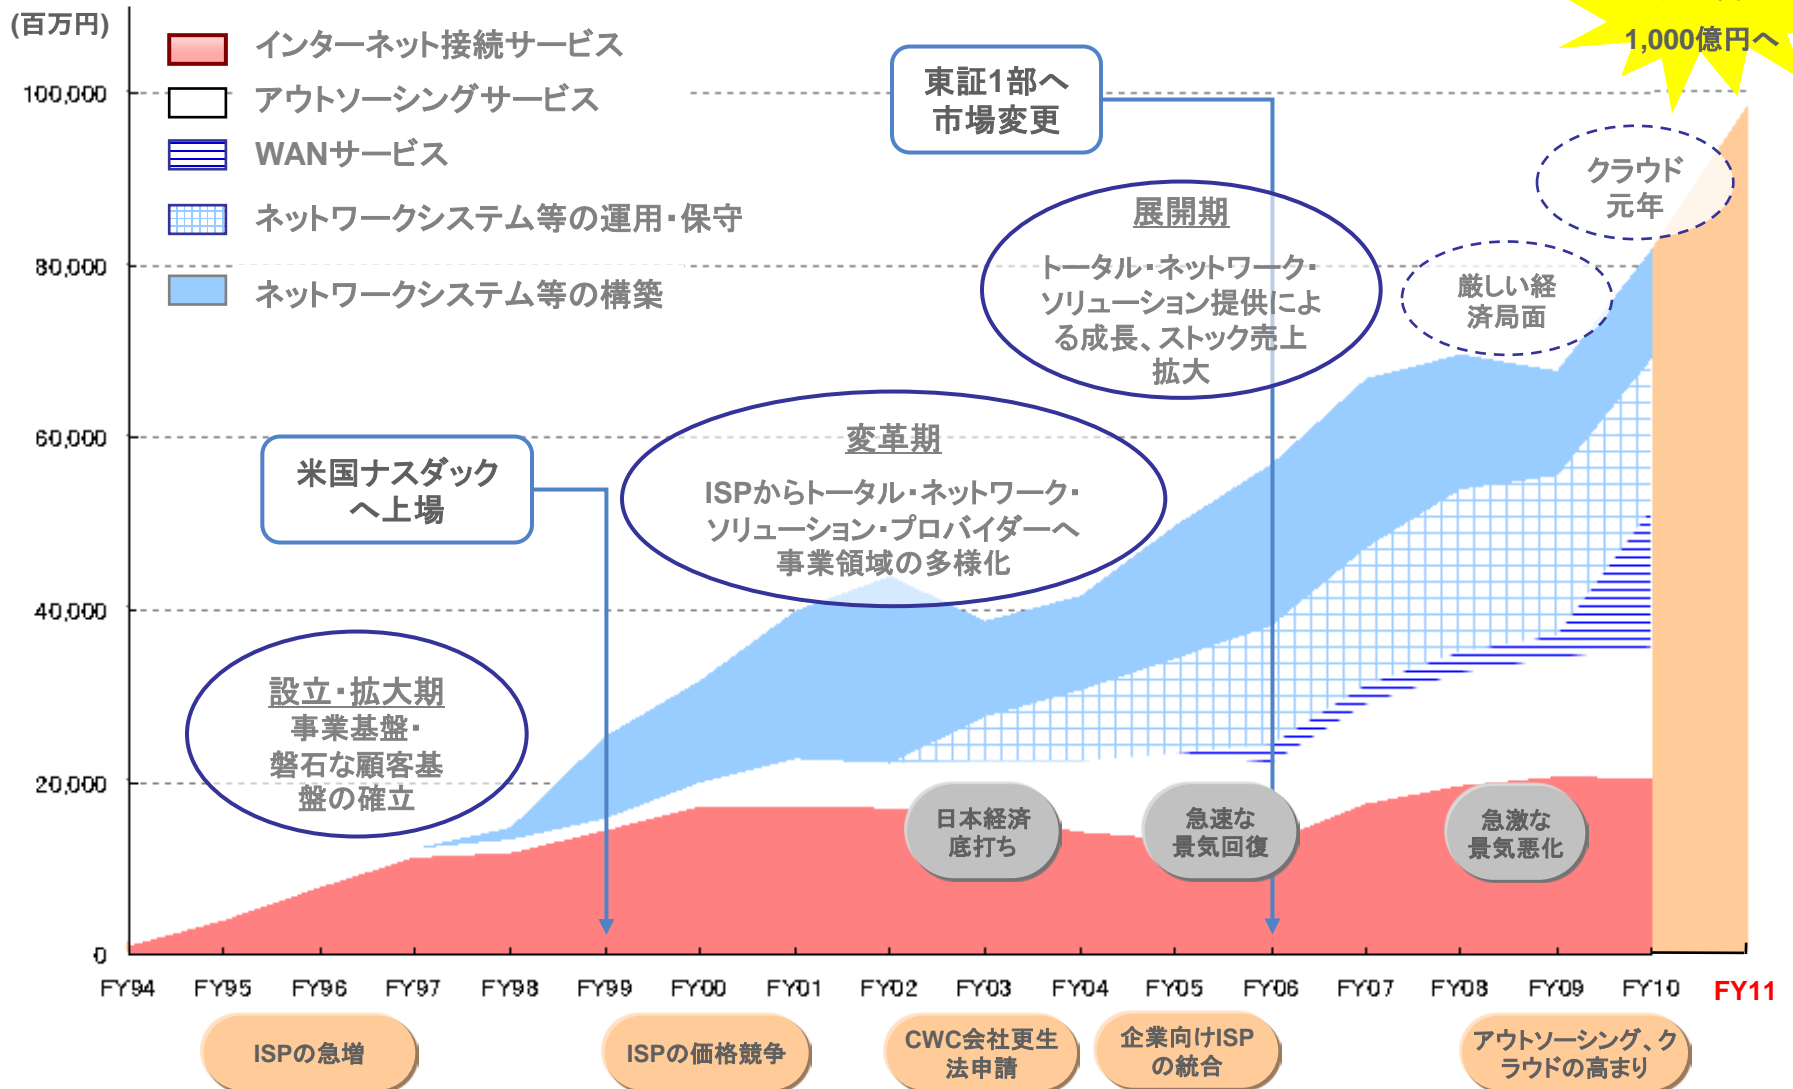 (百万円)
1,000億円へ
インターネット接続サービス
アウトソーシングサービス
WANサービス
ネットワークシステム等の運用・保守
ネットワークシステム等の構築
東証1部へ
市場変更
クラウド
元年
展開期
トータル・ネットワーク・
ソリューション提供によ
る成長、ストック売上
拡大
厳しい経
済局面
変革期
ISPからトータル・ネットワーク・
ソリューション・プロバイダーへ
事業領域の多様化
米国ナスダック
へ上場
設立・拡大期
事業基盤・
磐石な顧客基
盤の確立
日本経済
底打ち
急速な
景気回復
急激な
景気悪化
100,000
80,000
60,000
40,000
20,000
0
FY94 FY95 FY96 FY97 FY98 FY99 FY00 FY01 FY02 FY03 FY04 FY05 FY06 FY07 FY08 FY09 FY10 FY11
ISPの急増
ISPの価格競争
CWC会社更生
法申請
企業向けISP
の統合
アウトソーシング、ク
ラウドの高まり